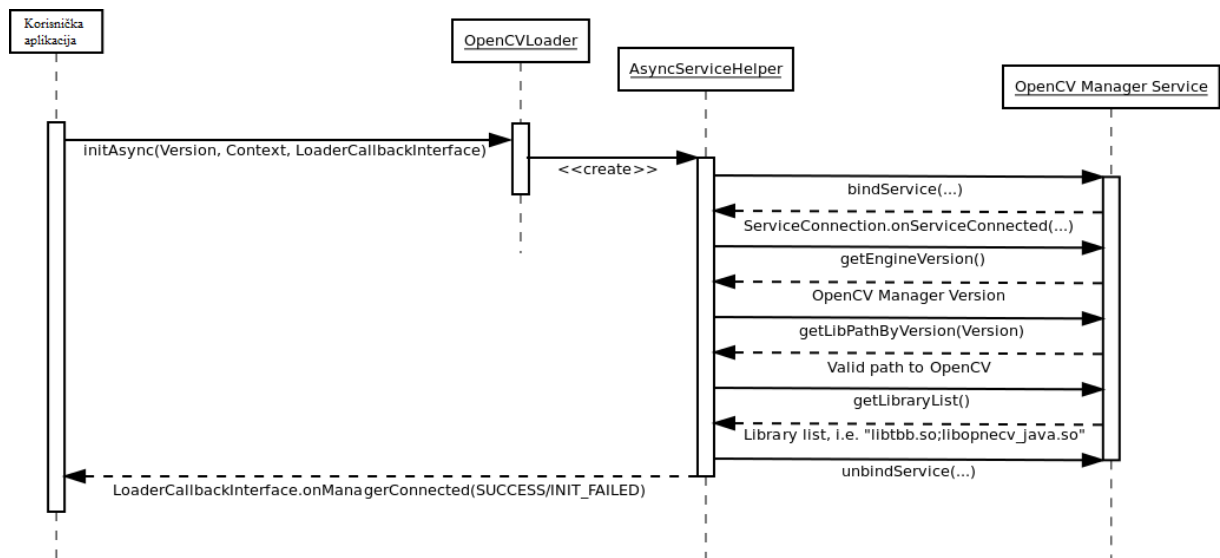 Korisnička
aplikacija
OpenCVLoader
AsyncServiceHelper
OpenCV Manager Service
initAsync(Version, Context, LoaderCallbackInterface)
<<create>>
bindService(...)
ServiceConnection.onServiceConnected(...)
getEngineVersion()
OpenCV Manager Version
getLibPathByVersion(Version)
Valid path to OpenCV
getLibraryList()
Library list, i.e. "libtbb.so;libopnecv_java.so"
unbindService(...)
LoaderCallbackInterface.onManagerConnected(SUCCESS/INIT_FAILED)